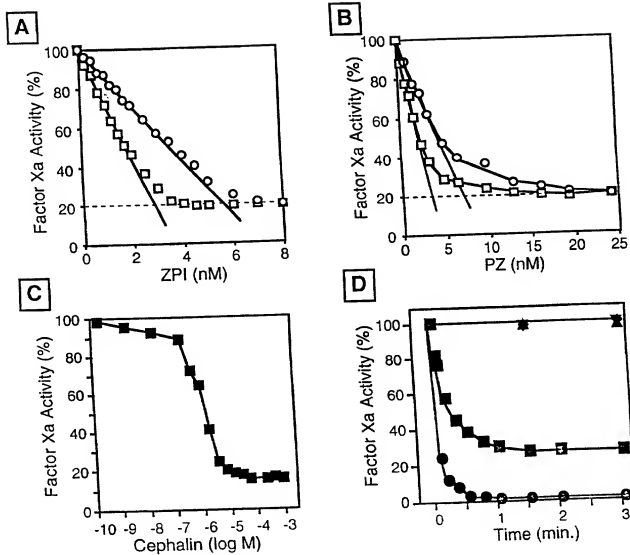 A
Factor Xa Activity (%)
100
80
60
40
20
0
0 2 4 6 8
ZPI (nM)
B
Factor Xa Activity (%)
100
80
60
40
20
0
0 5 10 15 20 25
PZ (nM)
C
Factor Xa Activity (%)
100
80
60
40
20
0
-10 -9 -8 -7 -6 -5 -4 -3
Cephalin (log M)
D
Factor Xa Activity (%)
100
80
60
40
20
0
0 1 2 3
Time (min.)